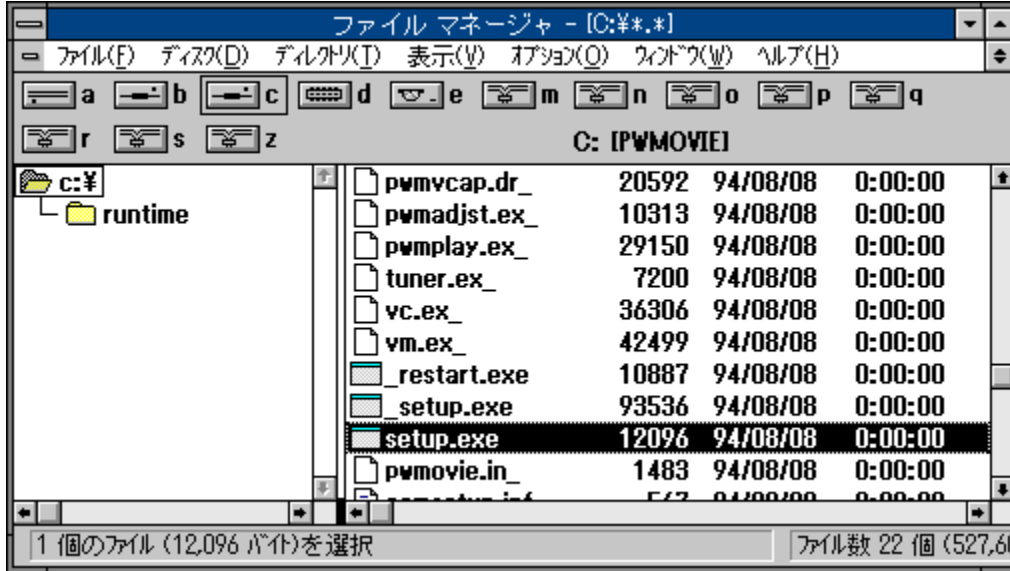 ファイル マネージャ - [C:¥*.*]
ファイル(F) ディスク(D) ディレクトリ(T) 表示(V) オプション(O) ウィンドウ(W) ヘルプ(H)
a b c d e m n o p q
r s z C: [PWMOVIE]
c:¥
runtime
pwmvcap.dr_ 20592 94/08/08 0:00:00
pwmadjst.ex_ 10313 94/08/08 0:00:00
pwmplay.ex_ 29150 94/08/08 0:00:00
tuner.ex_ 7200 94/08/08 0:00:00
vc.ex_ 36306 94/08/08 0:00:00
vm.ex_ 42499 94/08/08 0:00:00
_restart.exe 10887 94/08/08 0:00:00
_setup.exe 93536 94/08/08 0:00:00
setup.exe 12096 94/08/08 0:00:00
pwmovie.in_ 1483 94/08/08 0:00:00
1 個のファイル (12,096 バイト)を選択
ファイル数 22 個 (527,6